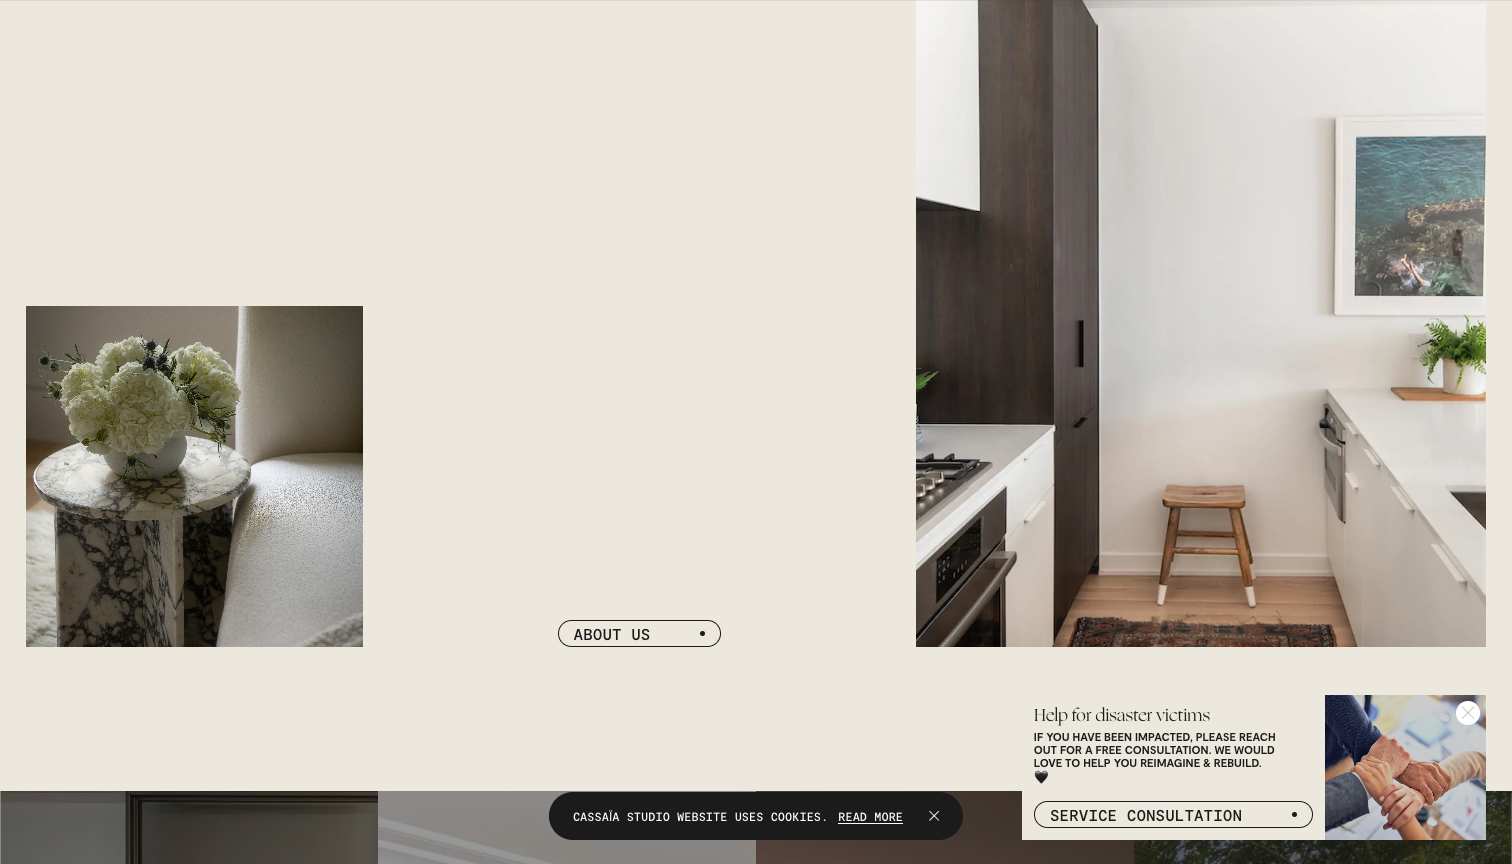 ABOUT US
Help for disaster victims
IF YOU HAVE BEEN IMPACTED, PLEASE REACH
OUT FOR A FREE CONSULTATION. WE WOULD
LOVE TO HELP YOU REIMAGINE & REBUILD.
🖤
SERVICE CONSULTATION
CASSAÏA STUDIO WEBSITE USES COOKIES. READ MORE